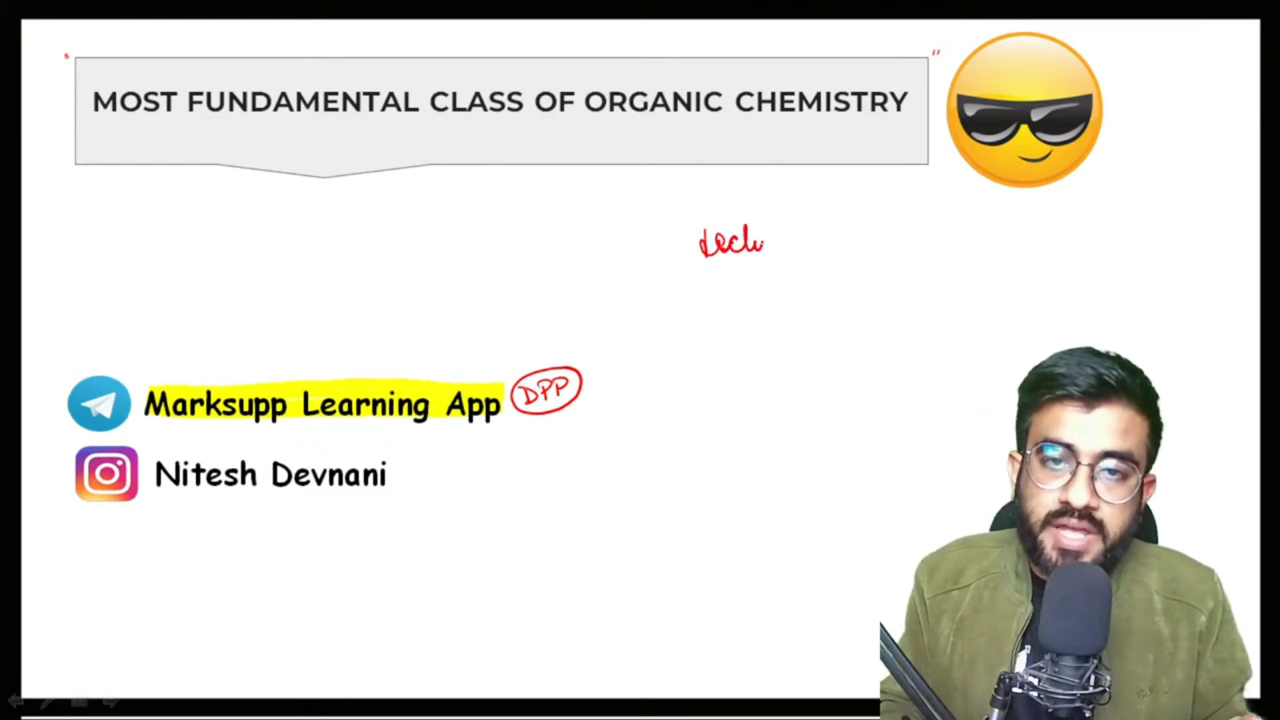 MOST FUNDAMENTAL CLASS OF ORGANIC CHEMISTRY
Marksupp Learning App DPP
Nitesh Devnani